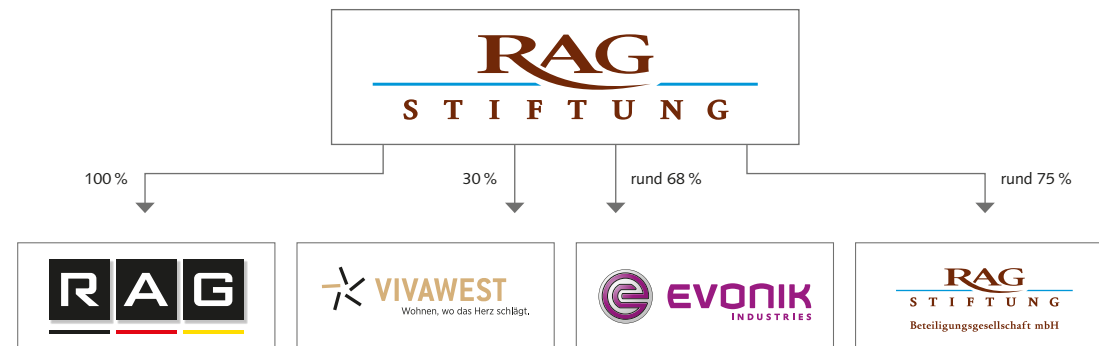 RAG
STIFTUNG
100 %
30 %
rund 68 %
rund 75 %
RAG
VIVAWEST
Wohnen, wo das Herz schlägt.
EVONIK
INDUSTRIES
RAG
STIFTUNG
Beteiligungsgesellschaft mbH